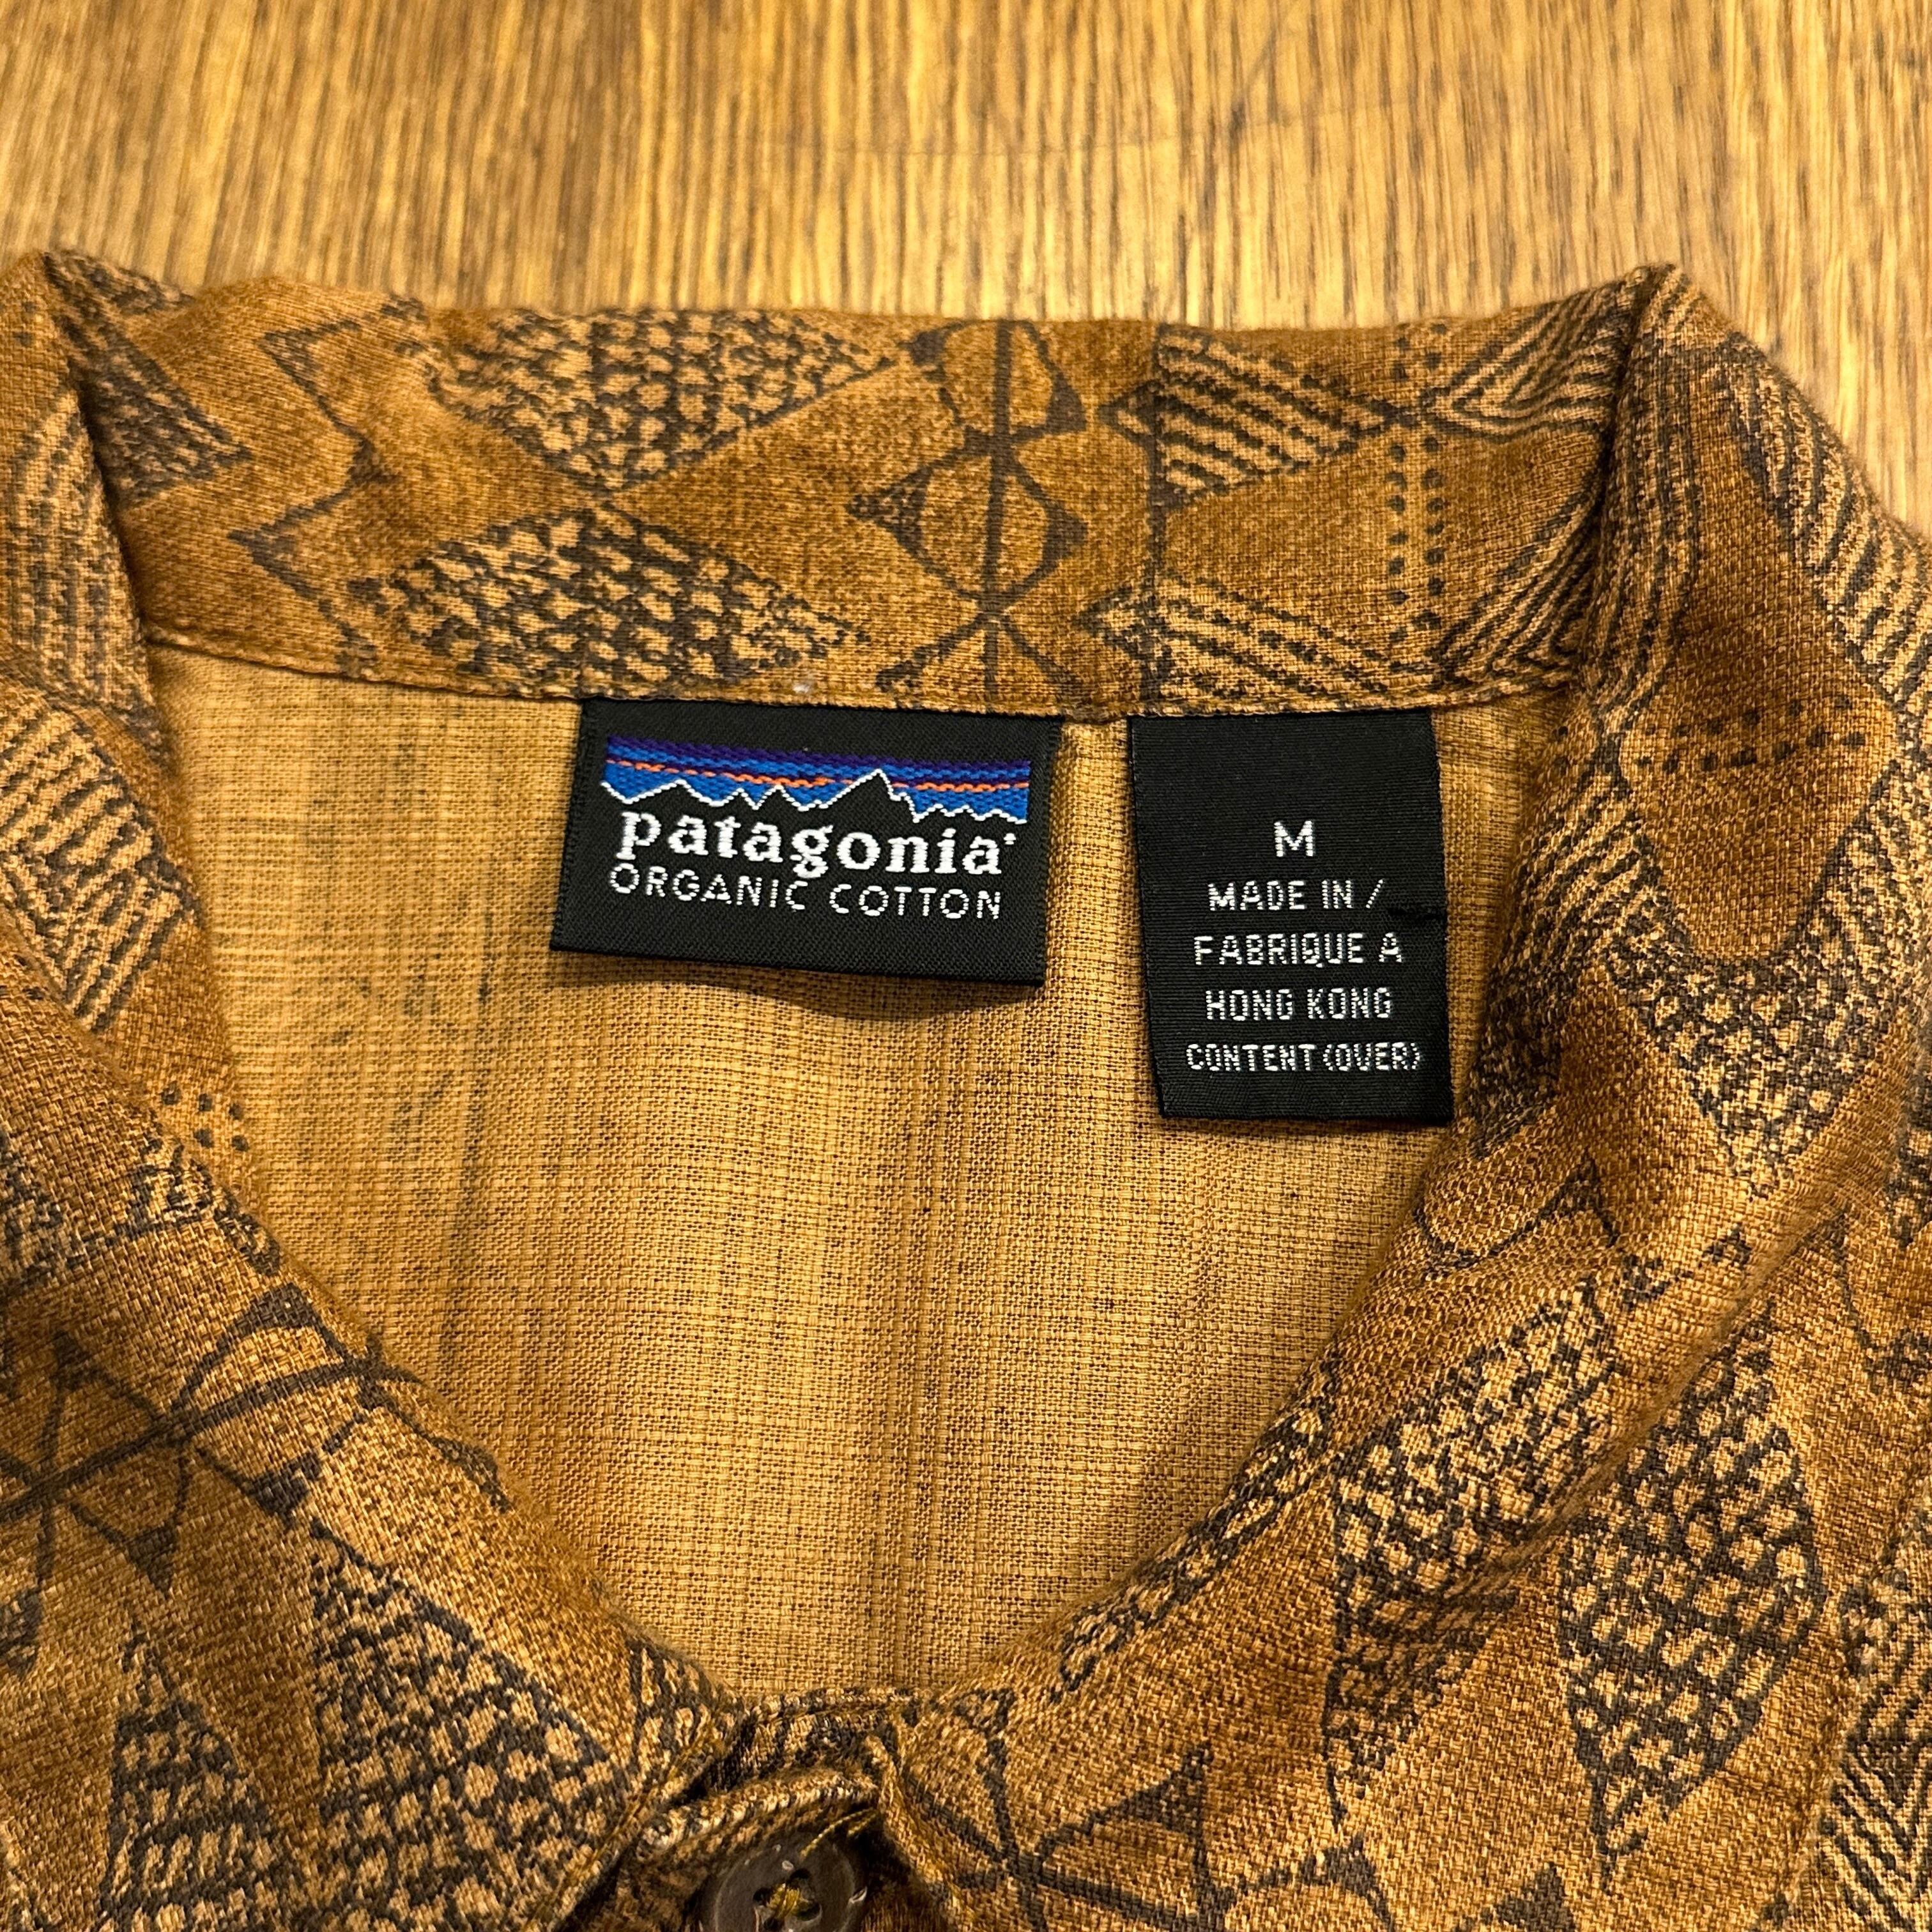 patagonia
ORGANIC COTTON
M
MADE IN /
FABRIQUE A
HONG KONG
CONTENT (OVER)